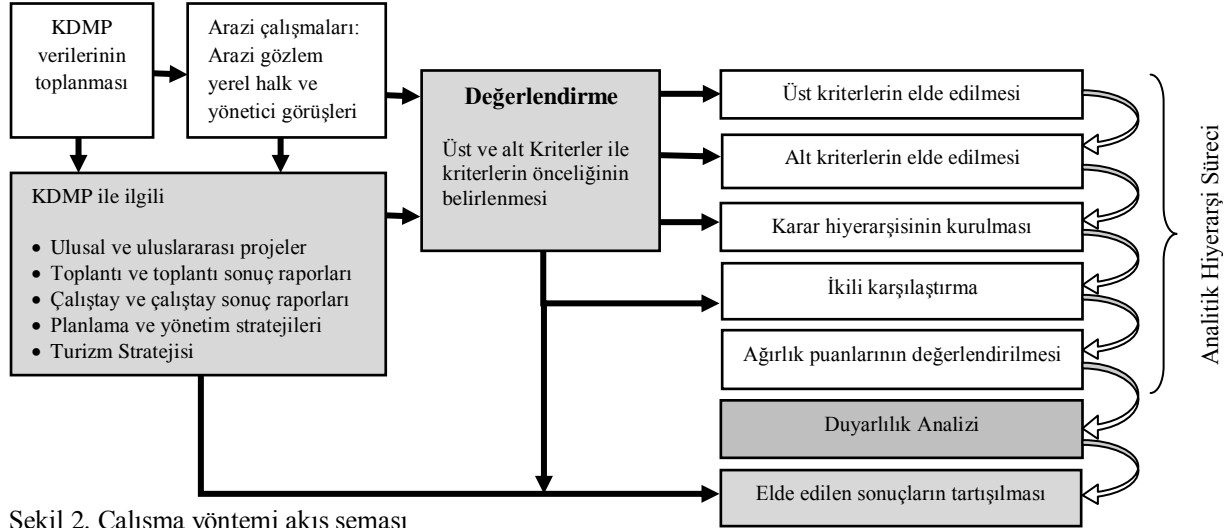 KDMP
verilerinin
toplanması
Arazi çalışmaları:
Arazi gözlem
yerel halk ve
yönetici görüşleri
KDMP ile ilgili
• Ulusal ve uluslararası projeler
• Toplantı ve toplantı sonuç raporları
• Çalıştay ve çalıştay sonuç raporları
• Planlama ve yönetim stratejileri
• Turizm Stratejisi
Değerlendirme
Üst ve alt Kriterler ile
kriterlerin önceliğinin
belirlenmesi
Üst kriterlerin elde edilmesi
Alt kriterlerin elde edilmesi
Karar hiyerarşisinin kurulması
İkili karşılaştırma
Ağırlık puanlarının değerlendirilmesi
Duyarlılık Analizi
Elde edilen sonuçların tartışılması
Analitik Hiyerarşi Süreci
Şekil 2. Çalışma yöntemi akış şeması